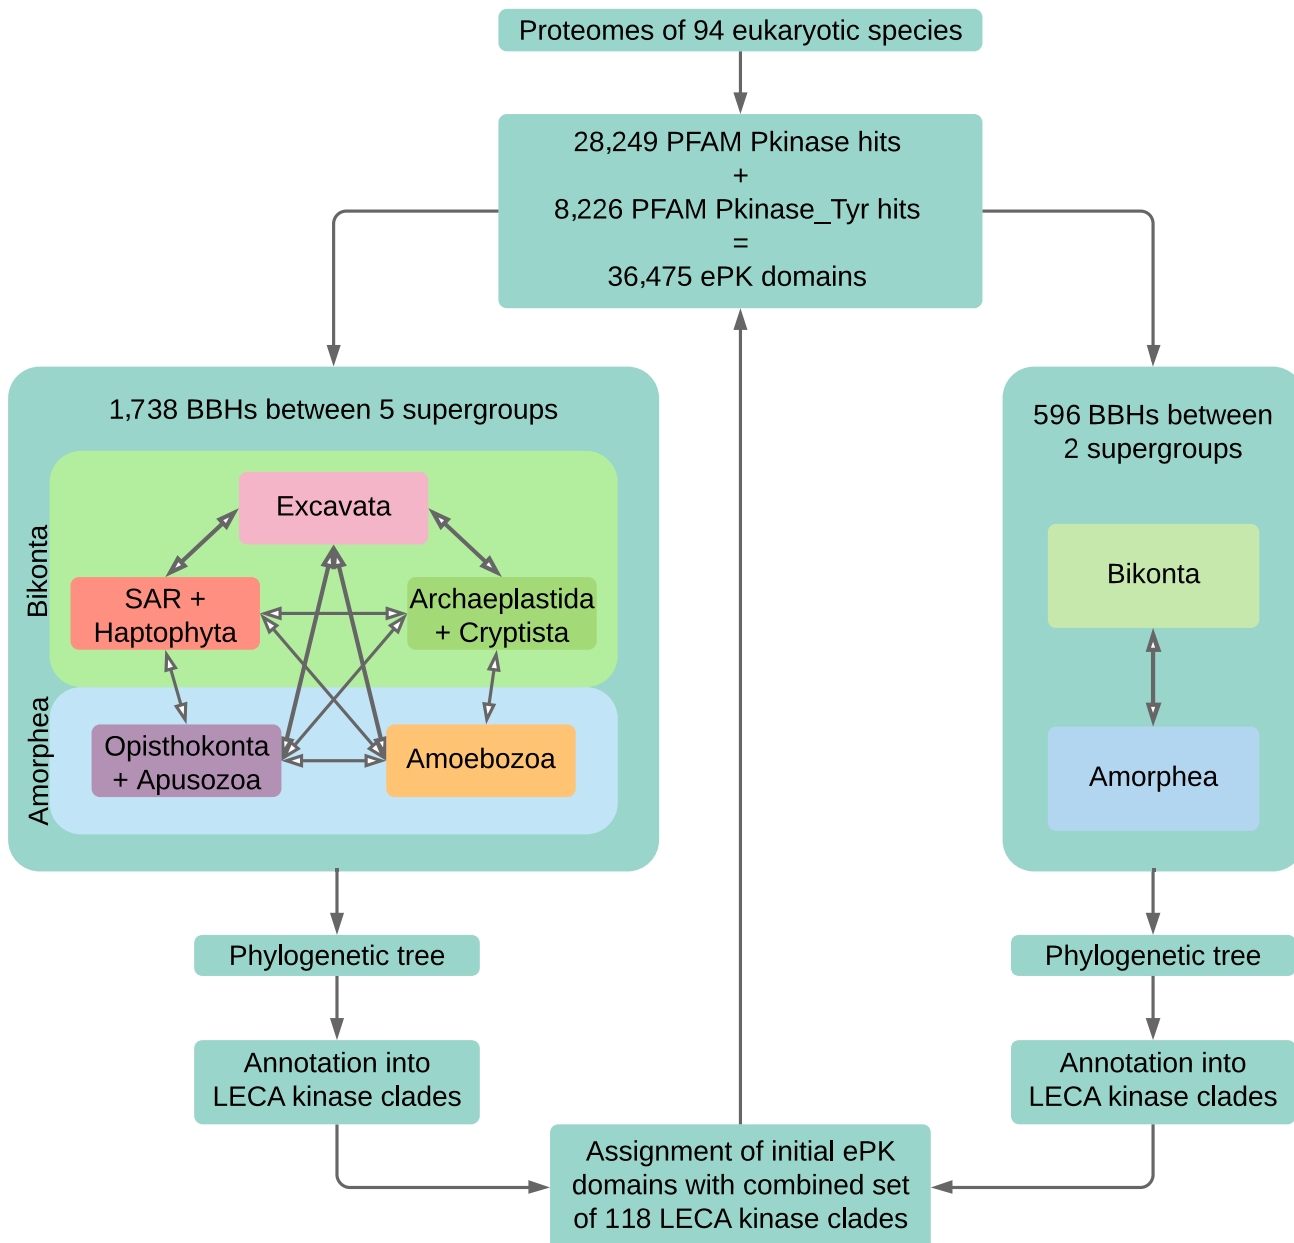 Proteomes of 94 eukaryotic species
28,249 PFAM Pkinase hits
+
8,226 PFAM Pkinase_Tyr hits
=
36,475 ePK domains
1,738 BBHs between 5 supergroups
Bikonta
Excavata
SAR +
Haptophyta
Archaeplastida
+ Cryptista
Amorphea
Opisthokonta
+ Apusozoa
Amoebozoa
596 BBHs between
2 supergroups
Bikonta
Amorphea
Phylogenetic tree
Annotation into
LECA kinase clades
Phylogenetic tree
Annotation into
LECA kinase clades
Assignment of initial ePK
domains with combined set
of 118 LECA kinase clades